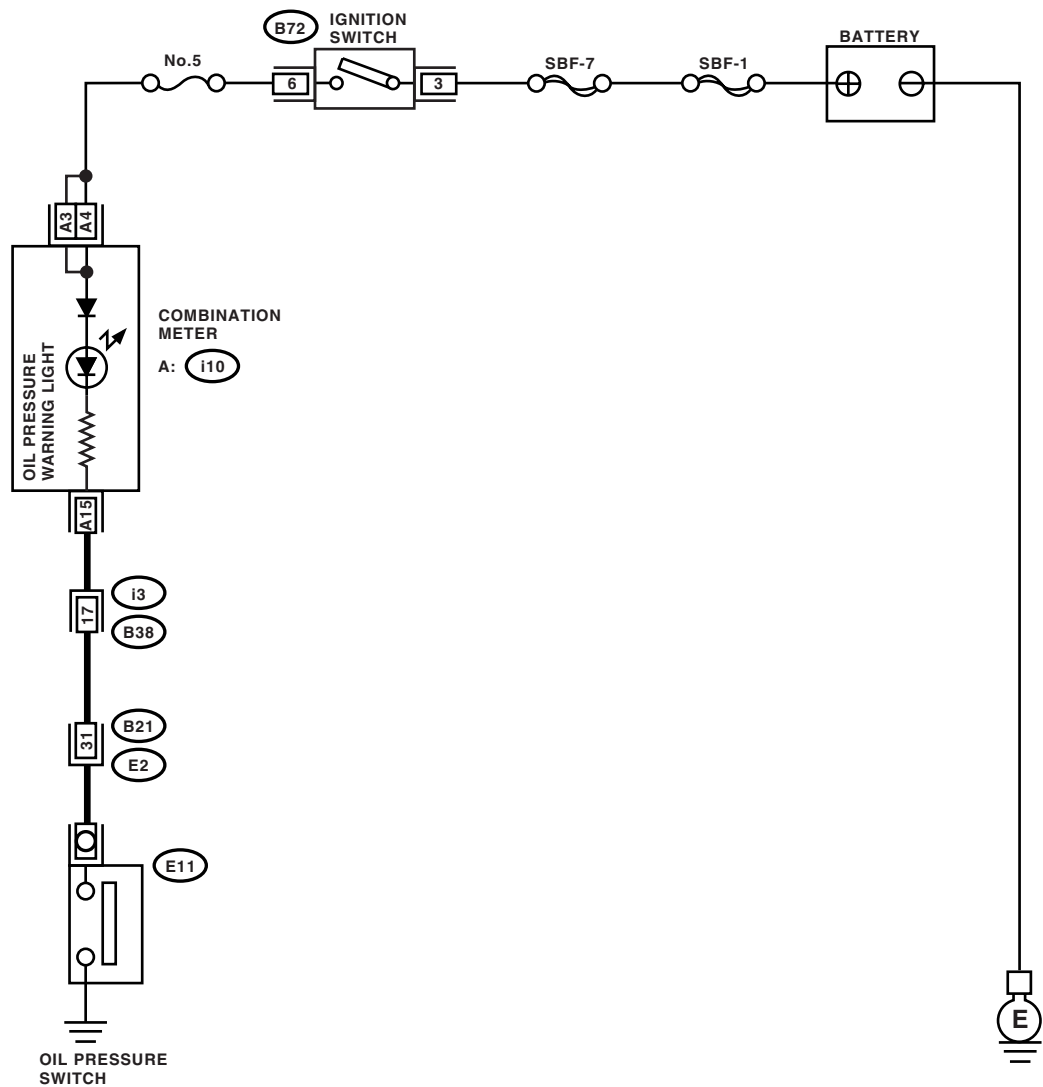 B72
IGNITION
SWITCH
No.5
6
3
SBF-7
SBF-1
BATTERY
A3
A4
OIL PRESSURE
WARNING LIGHT
COMBINATION
METER
A: i10
A15
17
i3
B38
31
B21
E2
E11
OIL PRESSURE
SWITCH
E